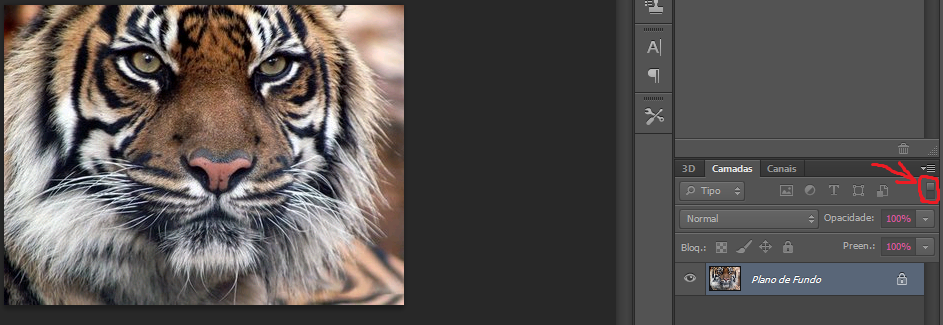 3D Camadas Canais
Tipo T
Normal Opacidade: 100%
Bloq.: Preen.: 100%
Plano de Fundo